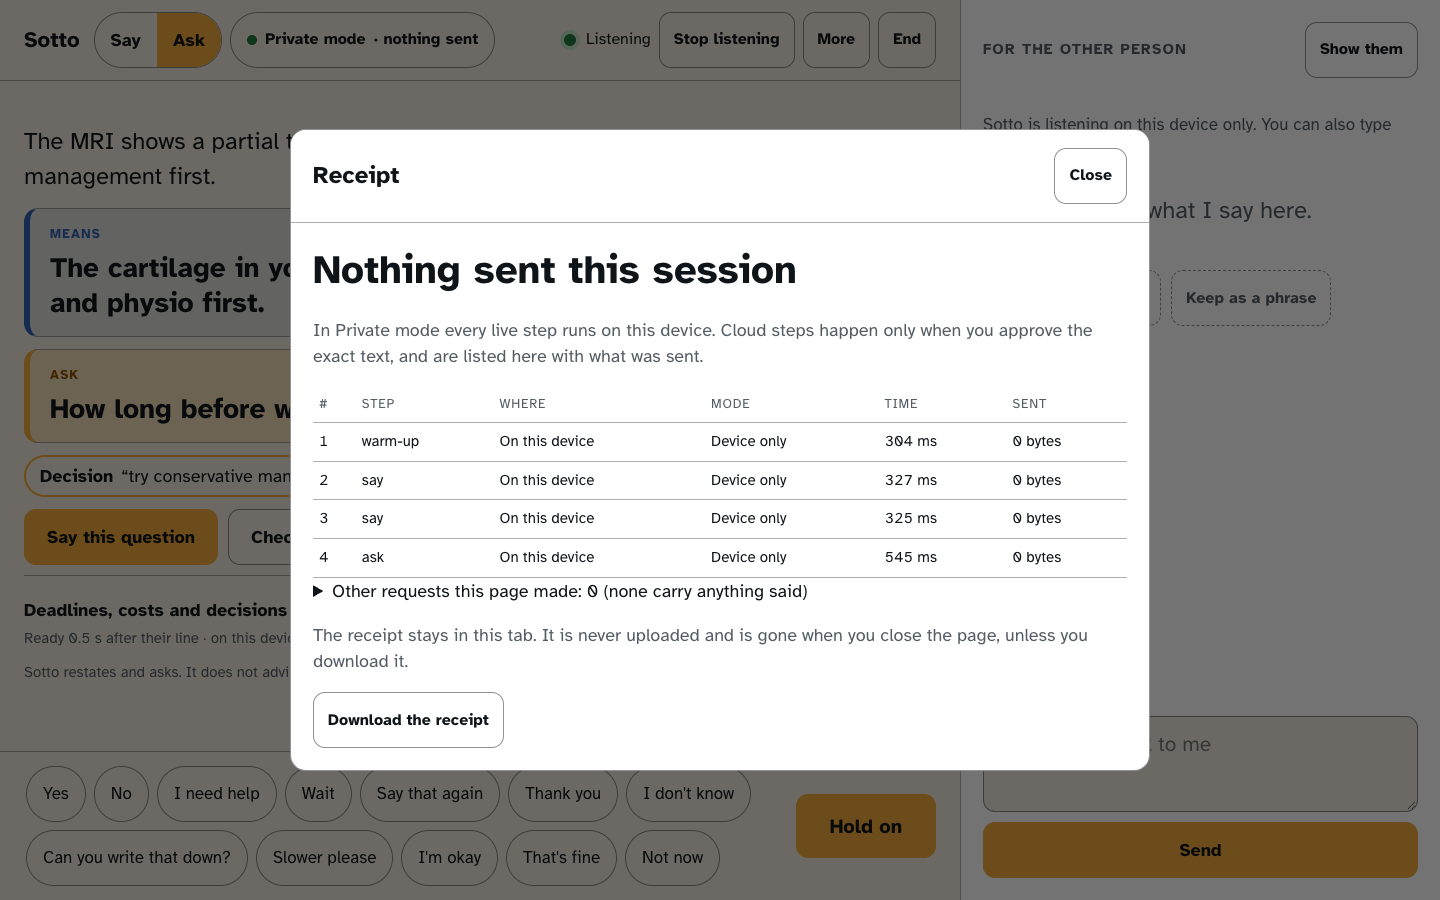 Sotto
Say
Ask
Private mode · nothing sent
Listening
Stop listening
More
End
FOR THE OTHER PERSON
Show them
Sotto is listening on this device only. You can also type
The MRI shows a partial
management first.
MEANS
The cartilage in
and physio first.
ASK
How long before
Decision "try conservative
Say this question
Deadlines, costs and decisions
Ready 0.5 s after their line · on this
Sotto restates and asks. It does not
what I say here.
Keep as a phrase
Receipt
Close
Nothing sent this session
In Private mode every live step runs on this device. Cloud steps happen only when you approve the
exact text, and are listed here with what was sent.
# STEP WHERE MODE TIME SENT
1 warm-up On this device Device only 304 ms 0 bytes
2 say On this device Device only 327 ms 0 bytes
3 say On this device Device only 325 ms 0 bytes
4 ask On this device Device only 545 ms 0 bytes
Other requests this page made: 0 (none carry anything said)
The receipt stays in this tab. It is never uploaded and is gone when you close the page, unless you
download it.
Download the receipt
Yes
No
I need help
Wait
Say that again
Thank you
I don't know
Can you write that down?
Slower please
I'm okay
That's fine
Not now
Hold on
to me
Send